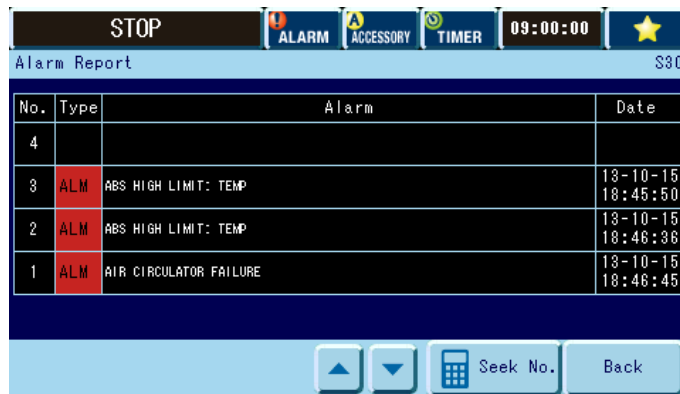 STOP ALARM A ACCESSORY TIMER 09:00:00
Alarm Report S30
No. Type Alarm Date
4
3 ALM ABS HIGH LIMIT: TEMP 13-10-15
18:45:50
2 ALM ABS HIGH LIMIT: TEMP 13-10-15
18:46:36
1 ALM AIR CIRCULATOR FAILURE 13-10-15
18:46:45
Seek No. Back